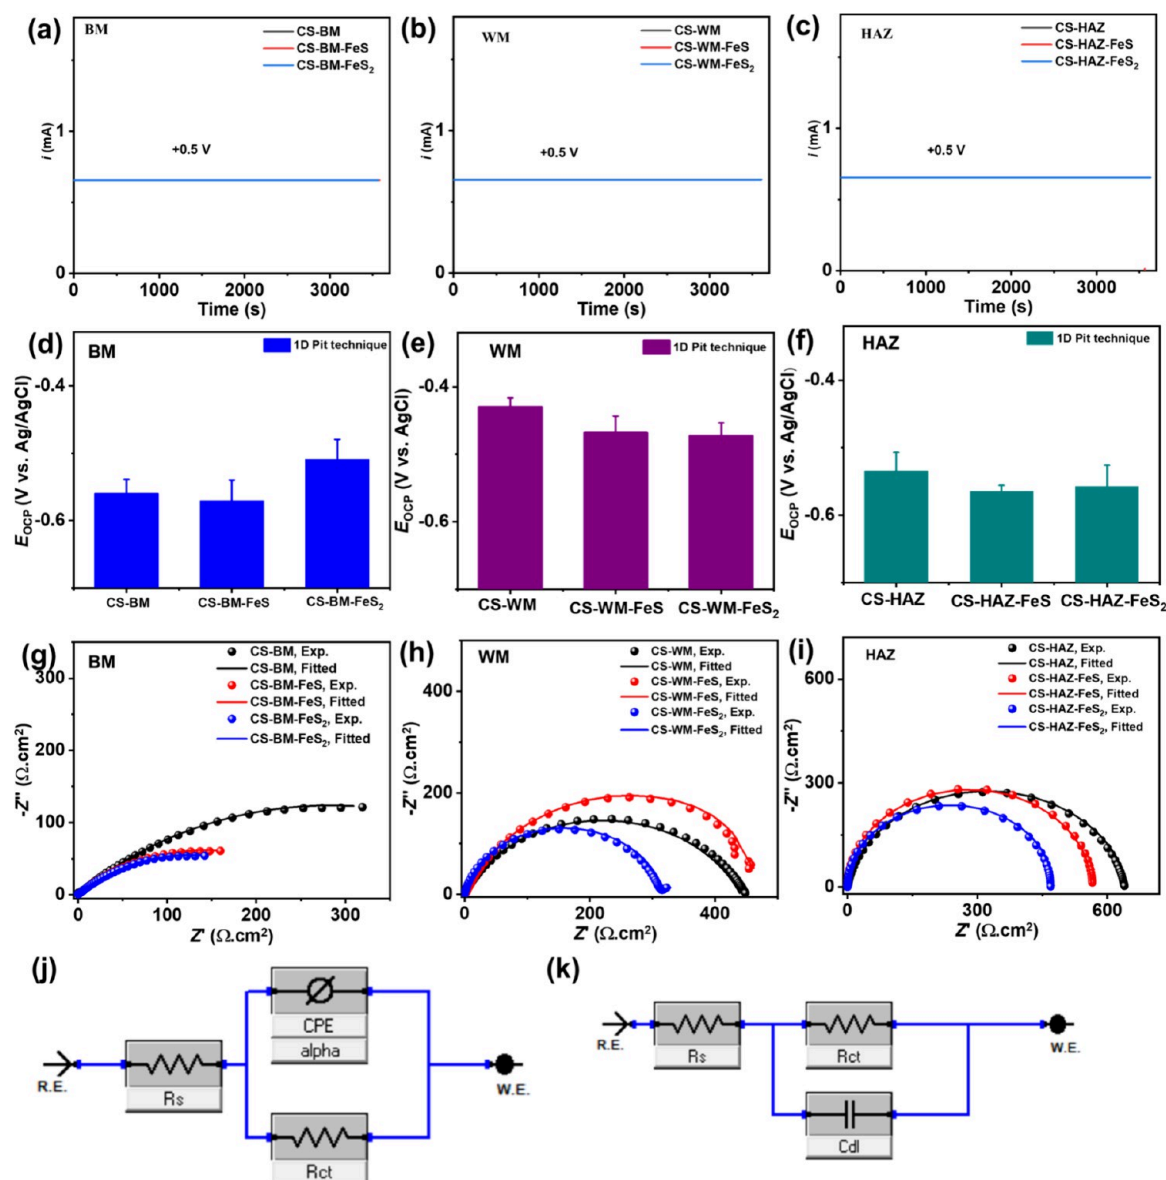 (a)
BM
CS-BM
CS-BM-FeS
CS-BM-FeS₂
1
+0.5 V
i (mA)
0
0 1000 2000 3000
Time (s)
(b)
WM
CS-WM
CS-WM-FeS
CS-WM-FeS₂
1
+0.5 V
i (mA)
0
0 1000 2000 3000
Time (s)
(c)
HAZ
CS-HAZ
CS-HAZ-FeS
CS-HAZ-FeS₂
1
+0.5 V
i (mA)
0
0 1000 2000 3000
Time (s)
(d)
BM
1D Pit technique
-0.4
-0.6
E_OCP (V vs. Ag/AgCl)
CS-BM CS-BM-FeS CS-BM-FeS₂
(e)
WM
1D Pit technique
-0.4
-0.6
E_OCP (V vs. AgCl)
CS-WM CS-WM-FeS CS-WM-FeS₂
(f)
HAZ
1D Pit technique
-0.4
-0.6
E_OCP (V vs. Ag/AgCl)
CS-HAZ CS-HAZ-FeS CS-HAZ-FeS₂
(g)
BM
CS-BM, Exp.
CS-BM, Fitted
CS-BM-FeS, Exp.
CS-BM-FeS, Fitted
CS-BM-FeS₂, Exp.
CS-BM-FeS₂, Fitted
300
200
100
0
-Z'' (Ω.cm²)
0 100 200 300
Z' (Ω.cm²)
(h)
WM
CS-WM, Exp.
CS-WM, Fitted
CS-WM-FeS, Exp.
CS-WM-FeS, Fitted
CS-WM-FeS₂, Exp.
CS-WM-FeS₂, Fitted
400
200
0
-Z'' (Ω.cm²)
0 200 400
Z' (Ω.cm²)
(i)
HAZ
CS-HAZ, Exp.
CS-HAZ, Fitted
CS-HAZ-FeS, Exp.
CS-HAZ-FeS, Fitted
CS-HAZ-FeS₂, Exp.
CS-HAZ-FeS₂, Fitted
600
300
0
-Z'' (Ω.cm²)
0 300 600
Z' (Ω.cm²)
(j)
R.E.
Rs
CPE
alpha
Rct
W.E.
(k)
R.E.
Rs
Rct
Cdl
W.E.